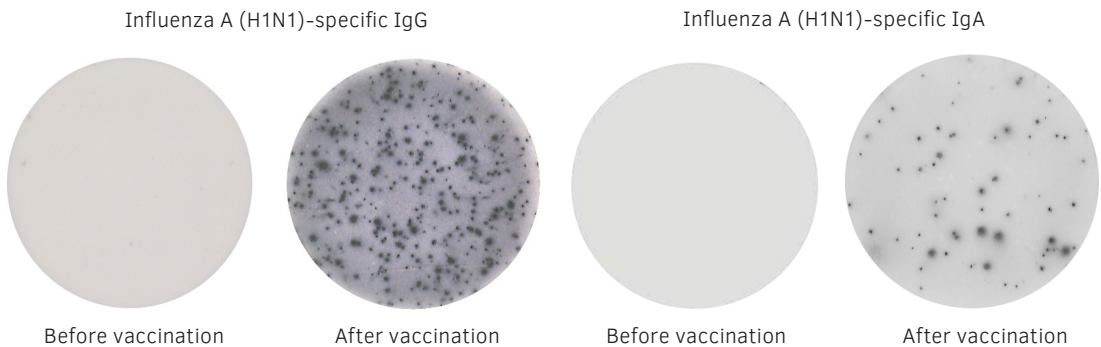 Influenza A (H1N1)-specific IgG
Influenza A (H1N1)-specific IgA
Before vaccination
After vaccination
Before vaccination
After vaccination